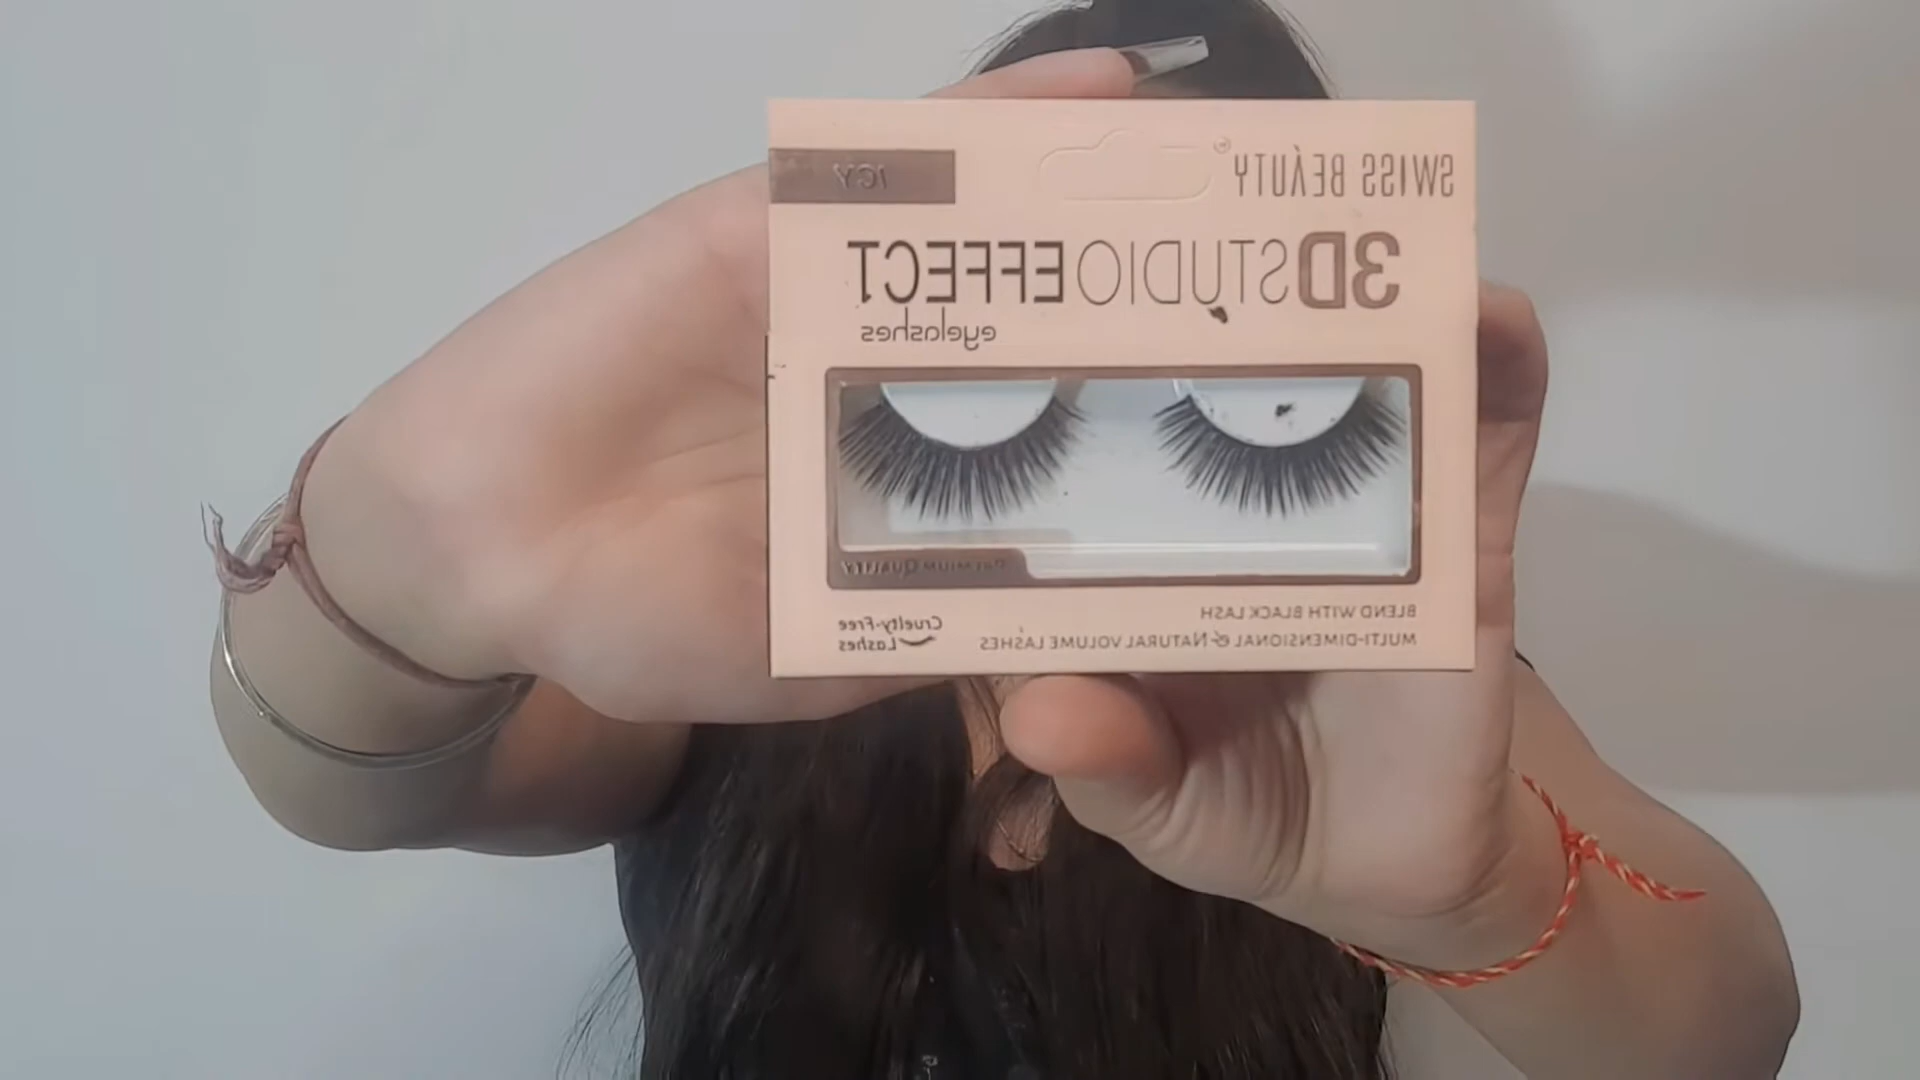 SWISS BEAUTY®
ICY
3D STUDIO EFFECT
eyelashes
PREMIUM QUALITY
BLEND WITH BLACK LASH
MULTI-DIMENSIONAL & NATURAL VOLUME LASHES
Cruelty-Free
Lashes